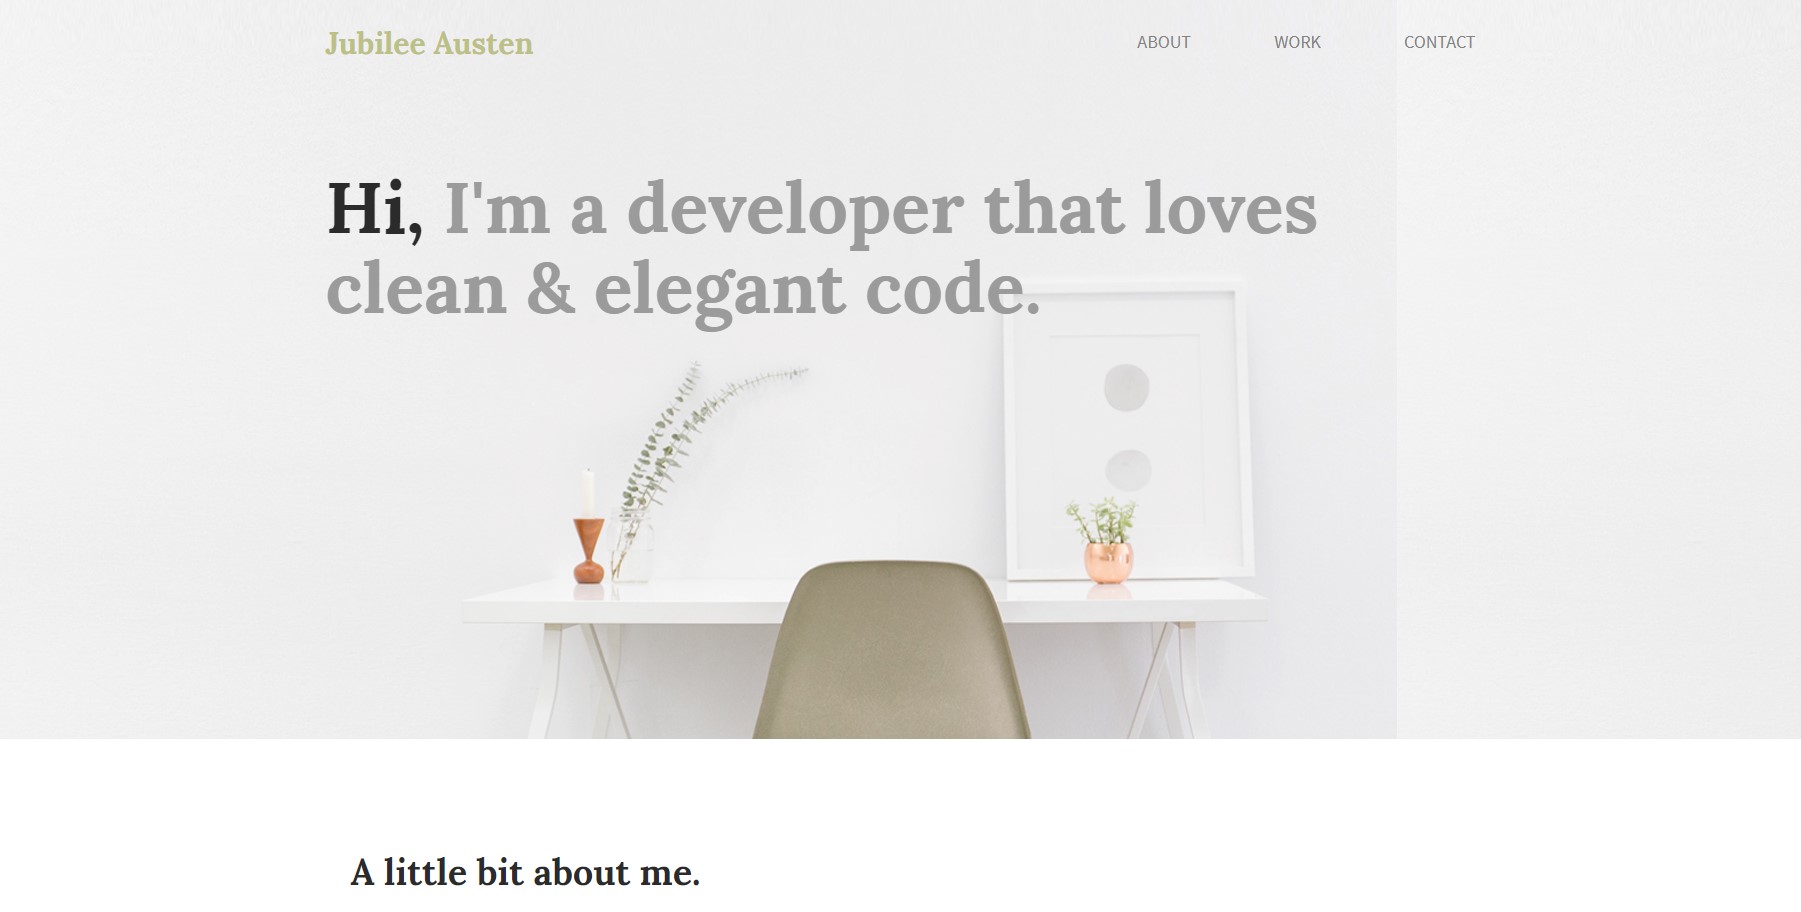 Jubilee Austen
ABOUT WORK CONTACT
Hi, I'm a developer that loves
clean & elegant code.
A little bit about me.